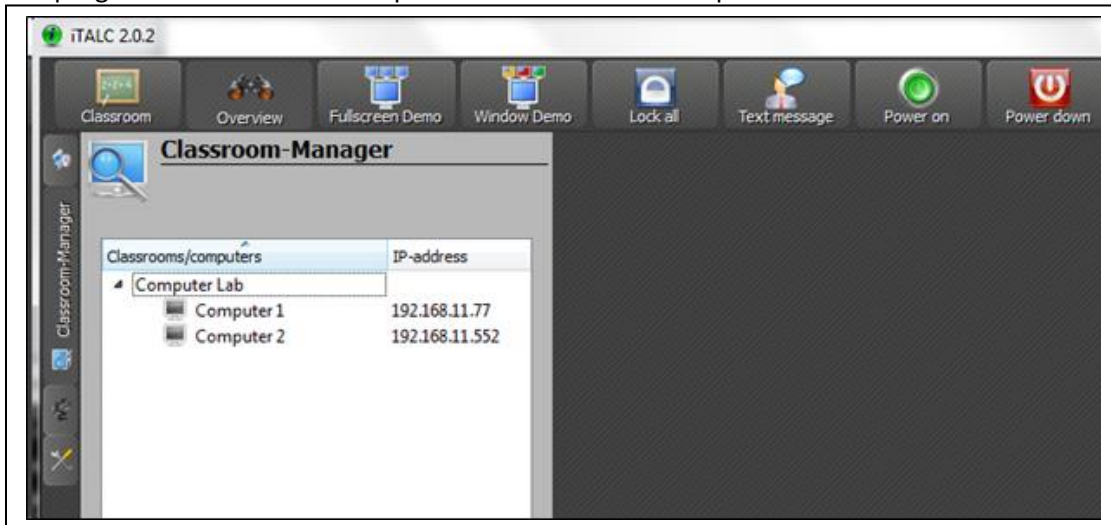 iTALC 2.0.2
Classroom Overview Fullscreen Demo Window Demo Lock all Text message Power on Power down
Classroom-Manager
Classroom-Manager
Classrooms/computers IP-address
Computer Lab
Computer 1 192.168.11.77
Computer 2 192.168.11.552